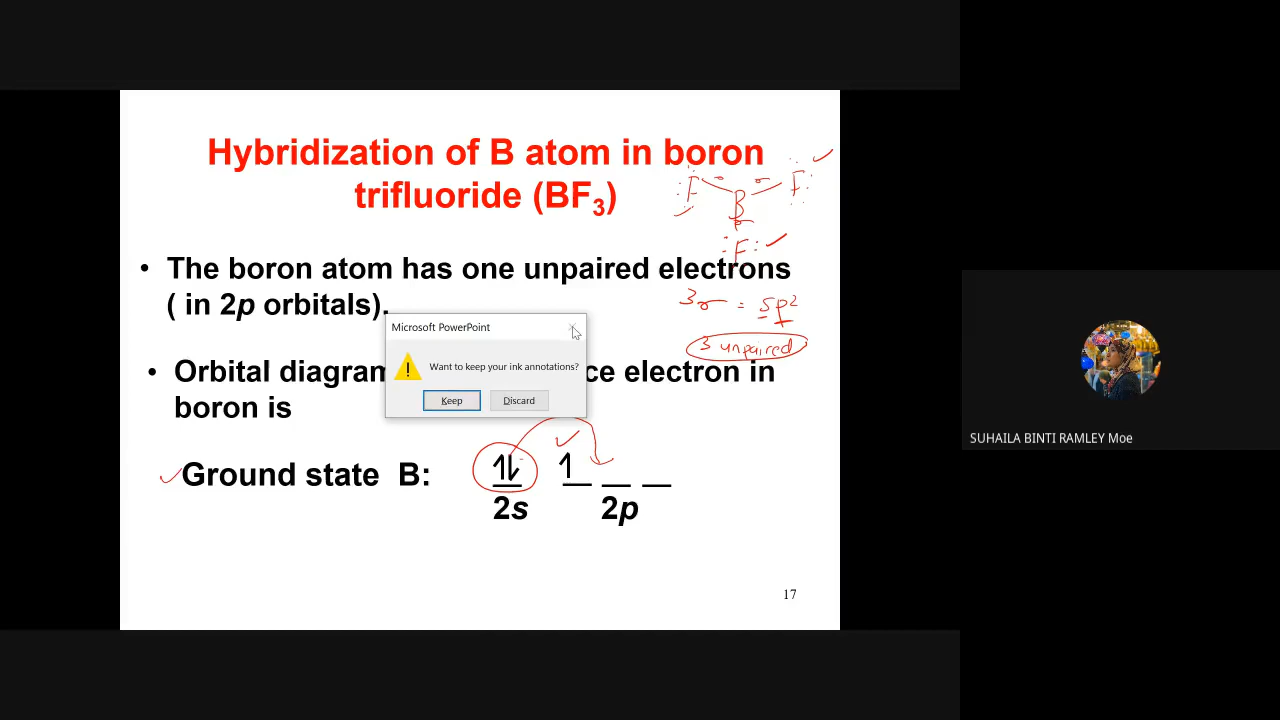 Hybridization of B atom in boron
trifluoride (BF₃)
F B F
F
• The boron atom has one unpaired electrons
( in 2p orbitals).
3σ = sp²
3 unpaired
Microsoft PowerPoint
Want to keep your ink annotations?
Keep Discard
• Orbital diagram ce electron in
boron is
Ground state B: 1⇂ 1
2s 2p
17
SUHAILA BINTI RAMLEY Moe